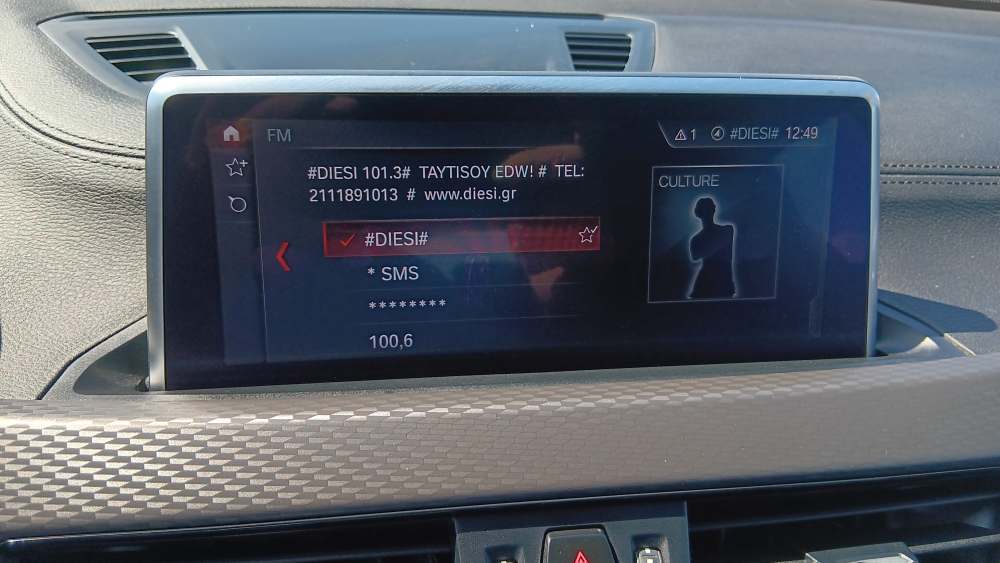 FM
1 #DIESI# 12:49
#DIESI 101.3# TAYTISOY EDW! # TEL:
2111891013 # www.diesi.gr
CULTURE
#DIESI#
* SMS
********
100,6